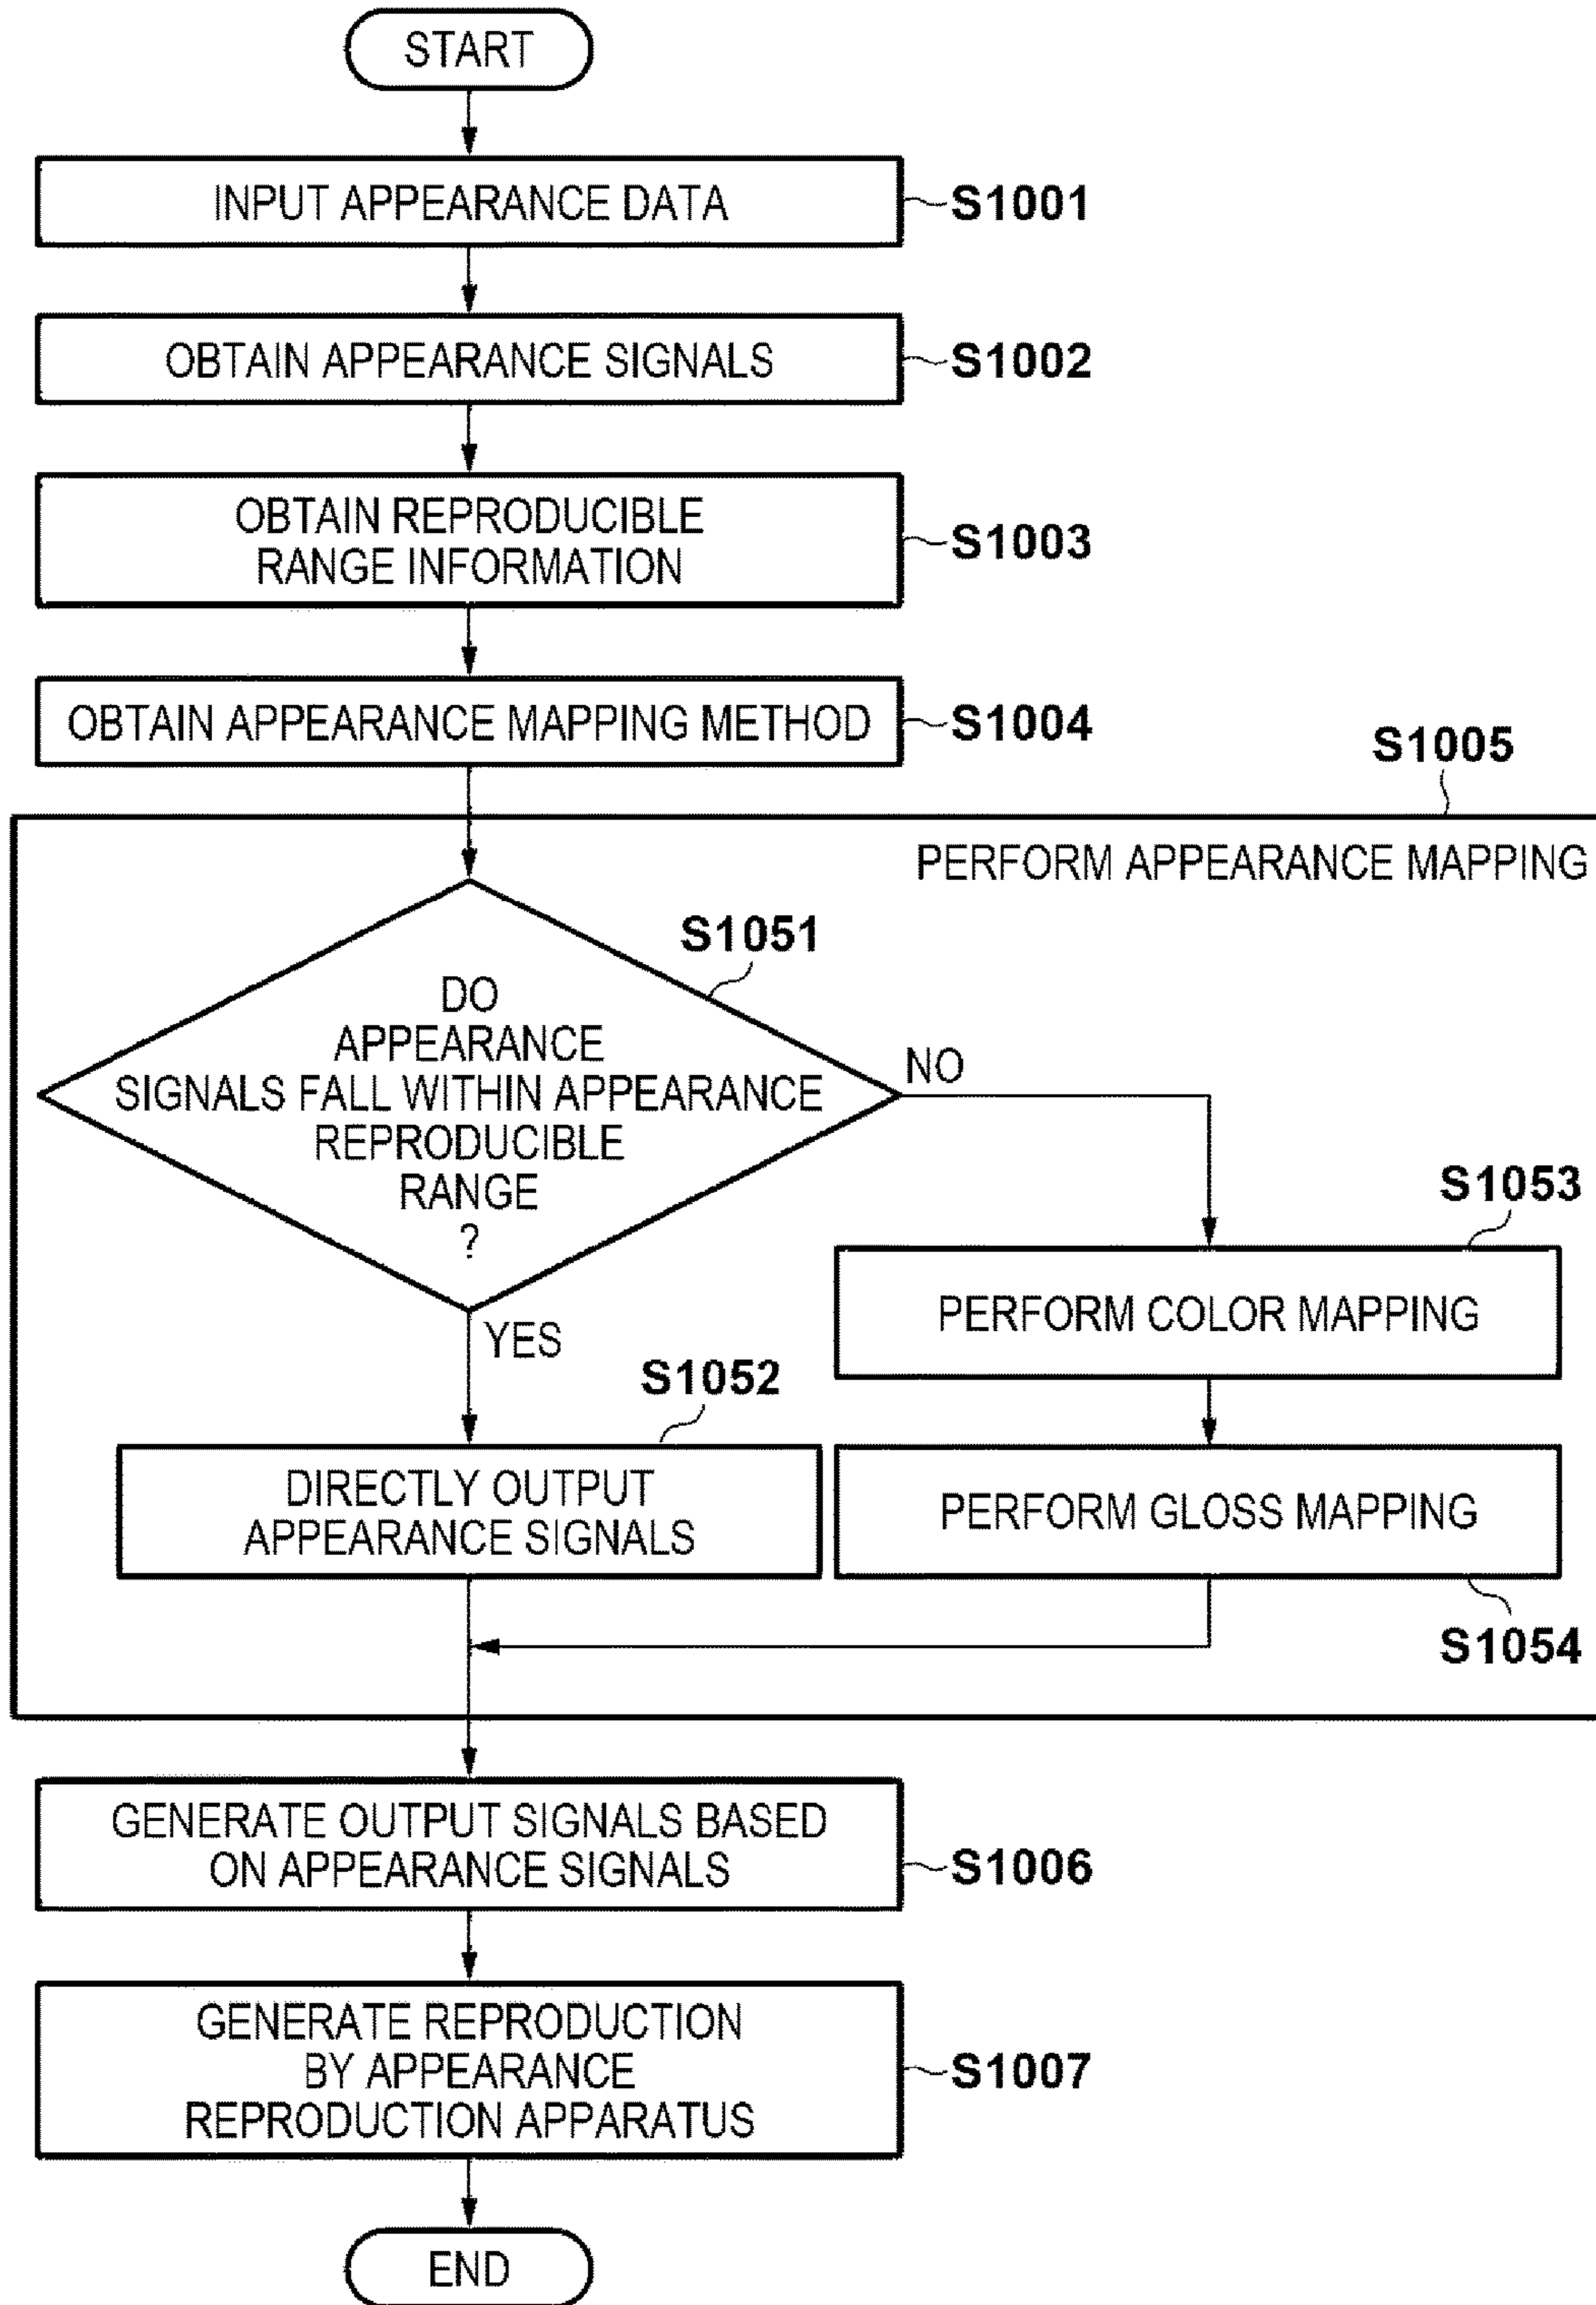 START
INPUT APPEARANCE DATA
S1001
OBTAIN APPEARANCE SIGNALS
S1002
OBTAIN REPRODUCIBLE
RANGE INFORMATION
S1003
OBTAIN APPEARANCE MAPPING METHOD
S1004
S1005
PERFORM APPEARANCE MAPPING
S1051
DO
APPEARANCE
SIGNALS FALL WITHIN APPEARANCE
REPRODUCIBLE
RANGE
?
NO
YES
S1053
PERFORM COLOR MAPPING
S1052
DIRECTLY OUTPUT
APPEARANCE SIGNALS
PERFORM GLOSS MAPPING
S1054
GENERATE OUTPUT SIGNALS BASED
ON APPEARANCE SIGNALS
S1006
GENERATE REPRODUCTION
BY APPEARANCE
REPRODUCTION APPARATUS
S1007
END